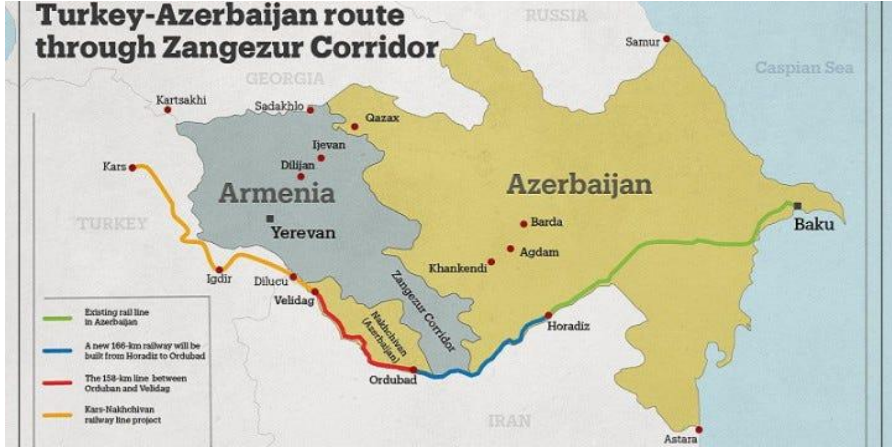 Turkey-Azerbaijan route
through Zangezur Corridor
RUSSIA
Samur
Caspian Sea
GEORGIA
Kartsakhi
Sadakhlo
Qazax
Ijevan
Kars
Dilijan
Armenia
Azerbaijan
TURKEY
Barda
Baku
Yerevan
Agdam
Khankendi
Igdir
Dilucu
Velidag
Zangezur Corridor
Nakhchivan
(Azerbaijan)
Horadiz
Ordubad
IRAN
Astara
Existing rail line
in Azerbaijan
A new 166-km railway will be
built from Horadiz to Ordubad
The 158-km line between
Orduban and Velidag
Kars-Nakhchivan
railway line project